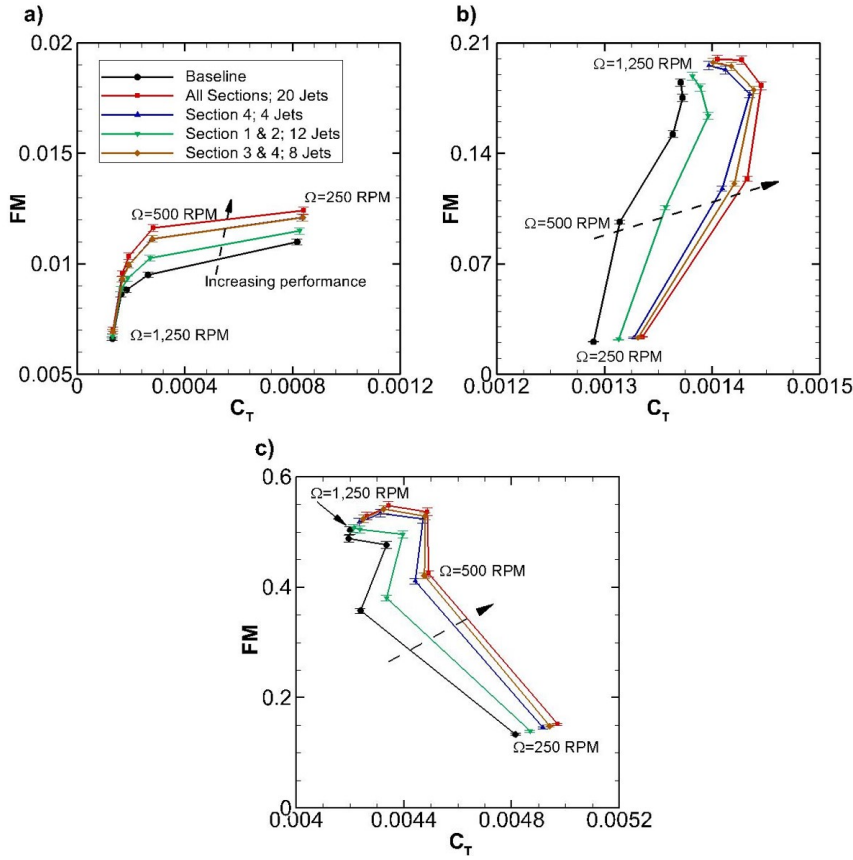 a)
0.02
0.015
0.01
0.005
FM
Baseline
All Sections; 20 Jets
Section 4; 4 Jets
Section 1 & 2; 12 Jets
Section 3 & 4; 8 Jets
Ω=500 RPM
Ω=250 RPM
Increasing performance
Ω=1,250 RPM
0
0.0004
0.0008
0.0012
C_T
b)
0.21
0.14
0.07
0
FM
Ω=1,250 RPM
Ω=500 RPM
Ω=250 RPM
0.0012
0.0013
0.0014
0.0015
C_T
c)
0.6
0.4
0.2
0
FM
Ω=1,250 RPM
Ω=500 RPM
Ω=250 RPM
0.004
0.0044
0.0048
0.0052
C_T